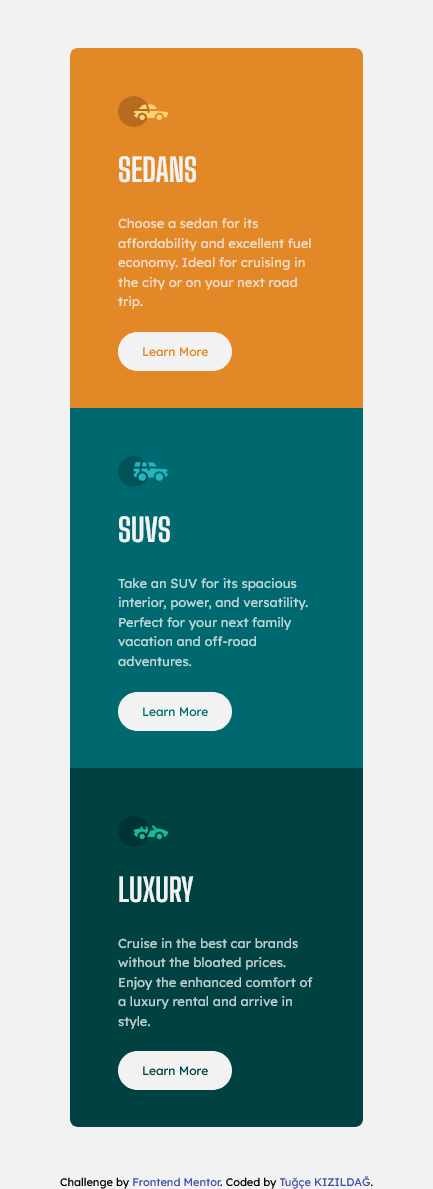 SEDANS
Choose a sedan for its
affordability and excellent fuel
economy. Ideal for cruising in
the city or on your next road
trip.
Learn More
SUVS
Take an SUV for its spacious
interior, power, and versatility.
Perfect for your next family
vacation and off-road
adventures.
Learn More
LUXURY
Cruise in the best car brands
without the bloated prices.
Enjoy the enhanced comfort of
a luxury rental and arrive in
style.
Learn More
Challenge by Frontend Mentor. Coded by Tuğçe KIZILDAĞ.